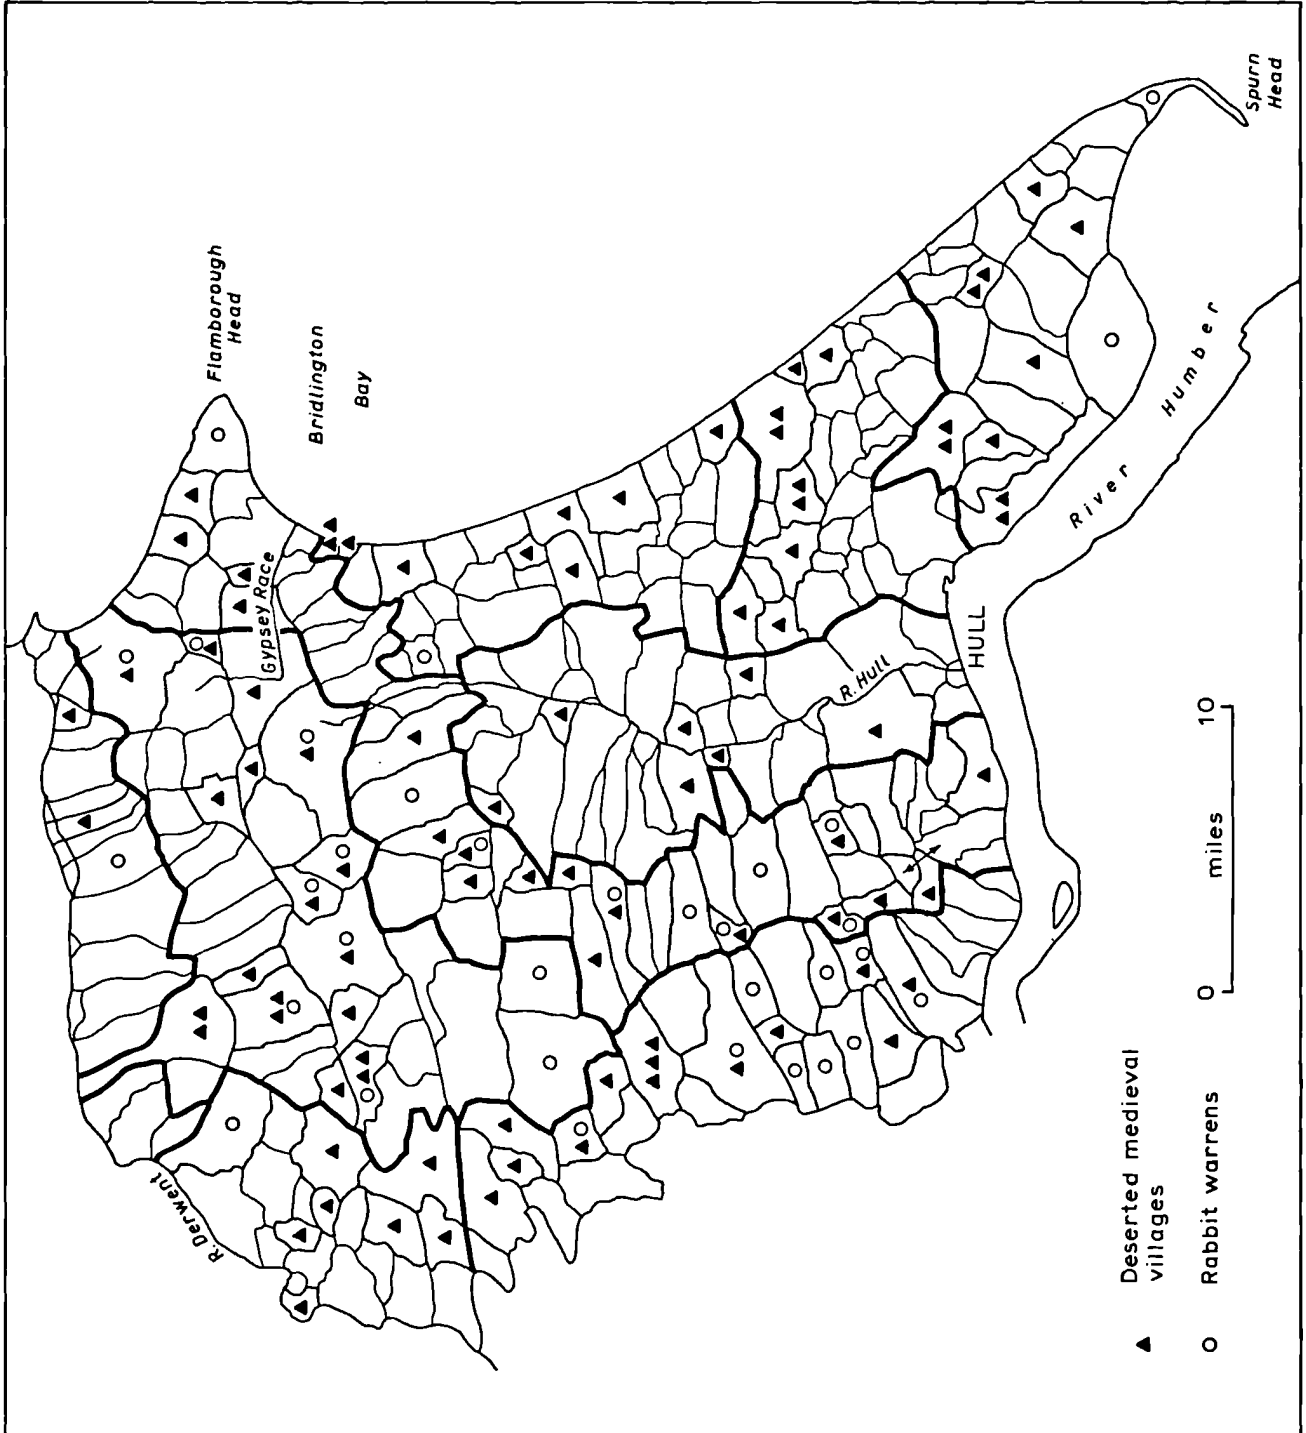 Flamborough
Head
Bridlington
Bay
Spurn
Head
Gypsey Race
R. Derwent
R. Hull
HULL
River Humber
0 miles 10
▲ Deserted medieval
villages
○ Rabbit warrens